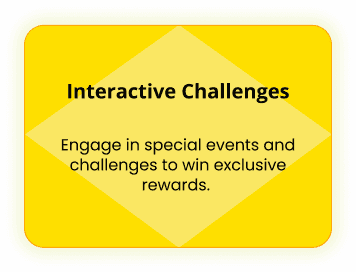 Interactive Challenges
Engage in special events and
challenges to win exclusive
rewards.